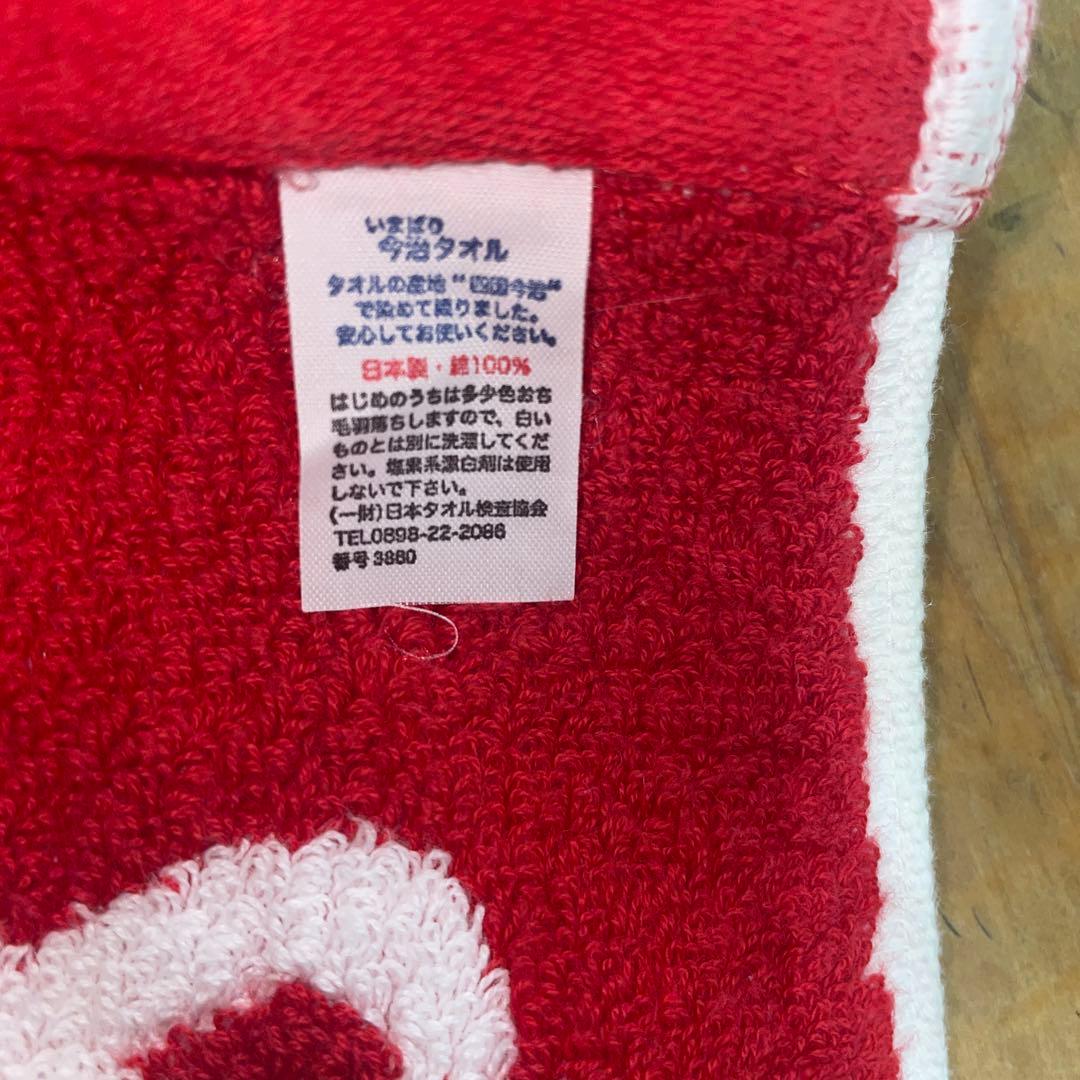 いまばり
今治タオル
タオルの産地“四国今治”
で染めて織りました。
安心してお使いください。
日本製・綿100%
はじめのうちは多少色おち
毛羽落ちしますので、白い
ものとは別に洗濯してくだ
さい。塩素系漂白剤は使用
しないで下さい。
(一財)日本タオル検査協会
TEL0898-22-2086
番号3880